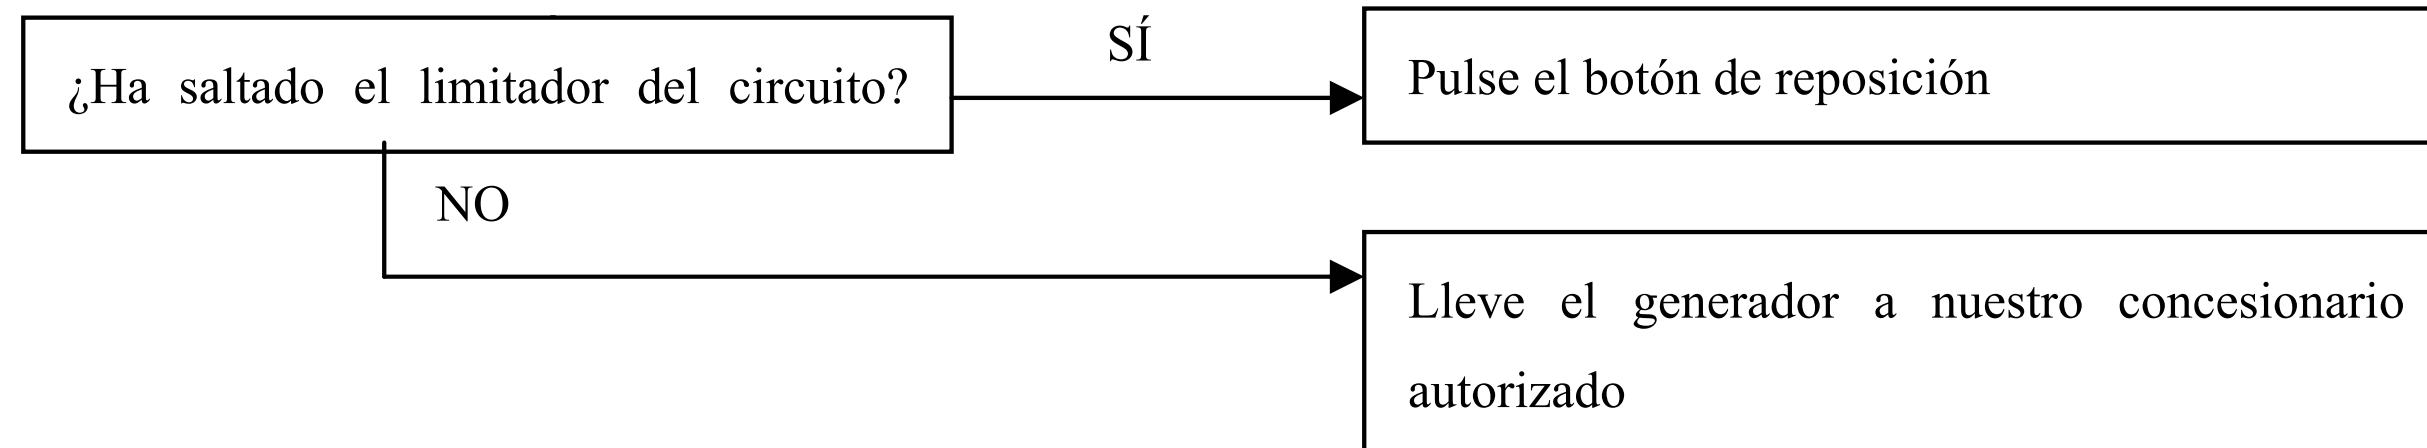 ¿Ha saltado el limitador del circuito?
SÍ
Pulse el botón de reposición
NO
Lleve el generador a nuestro concesionario
autorizado